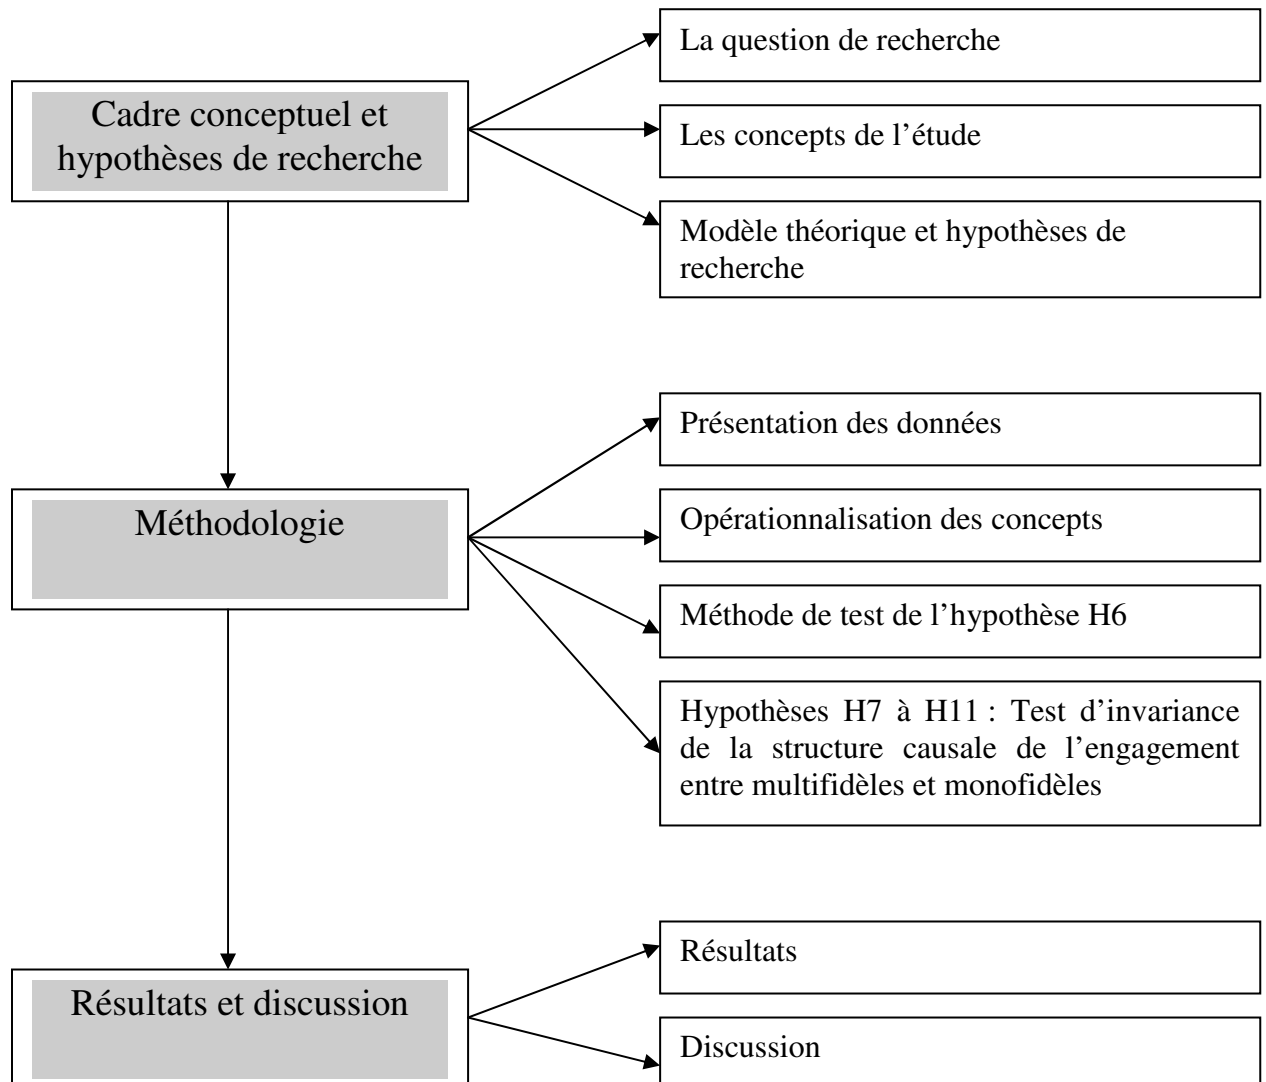 Cadre conceptuel et
hypothèses de recherche
La question de recherche
Les concepts de l’étude
Modèle théorique et hypothèses de
recherche
Méthodologie
Présentation des données
Opérationnalisation des concepts
Méthode de test de l’hypothèse H6
Hypothèses H7 à H11 : Test d’invariance
de la structure causale de l’engagement
entre multifidèles et monofidèles
Résultats et discussion
Résultats
Discussion